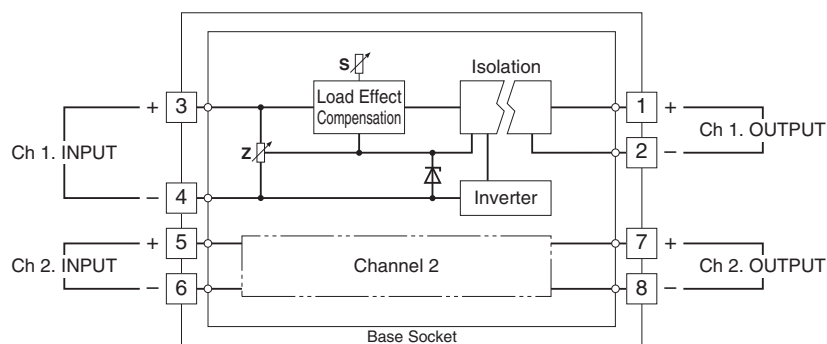 S
Isolation
Load Effect
Compensation
+ 3
1 +
Ch 1. INPUT
Z
Ch 1. OUTPUT
2 −
− 4
Inverter
+ 5
7 +
Ch 2. INPUT
Channel 2
Ch 2. OUTPUT
− 6
8 −
Base Socket